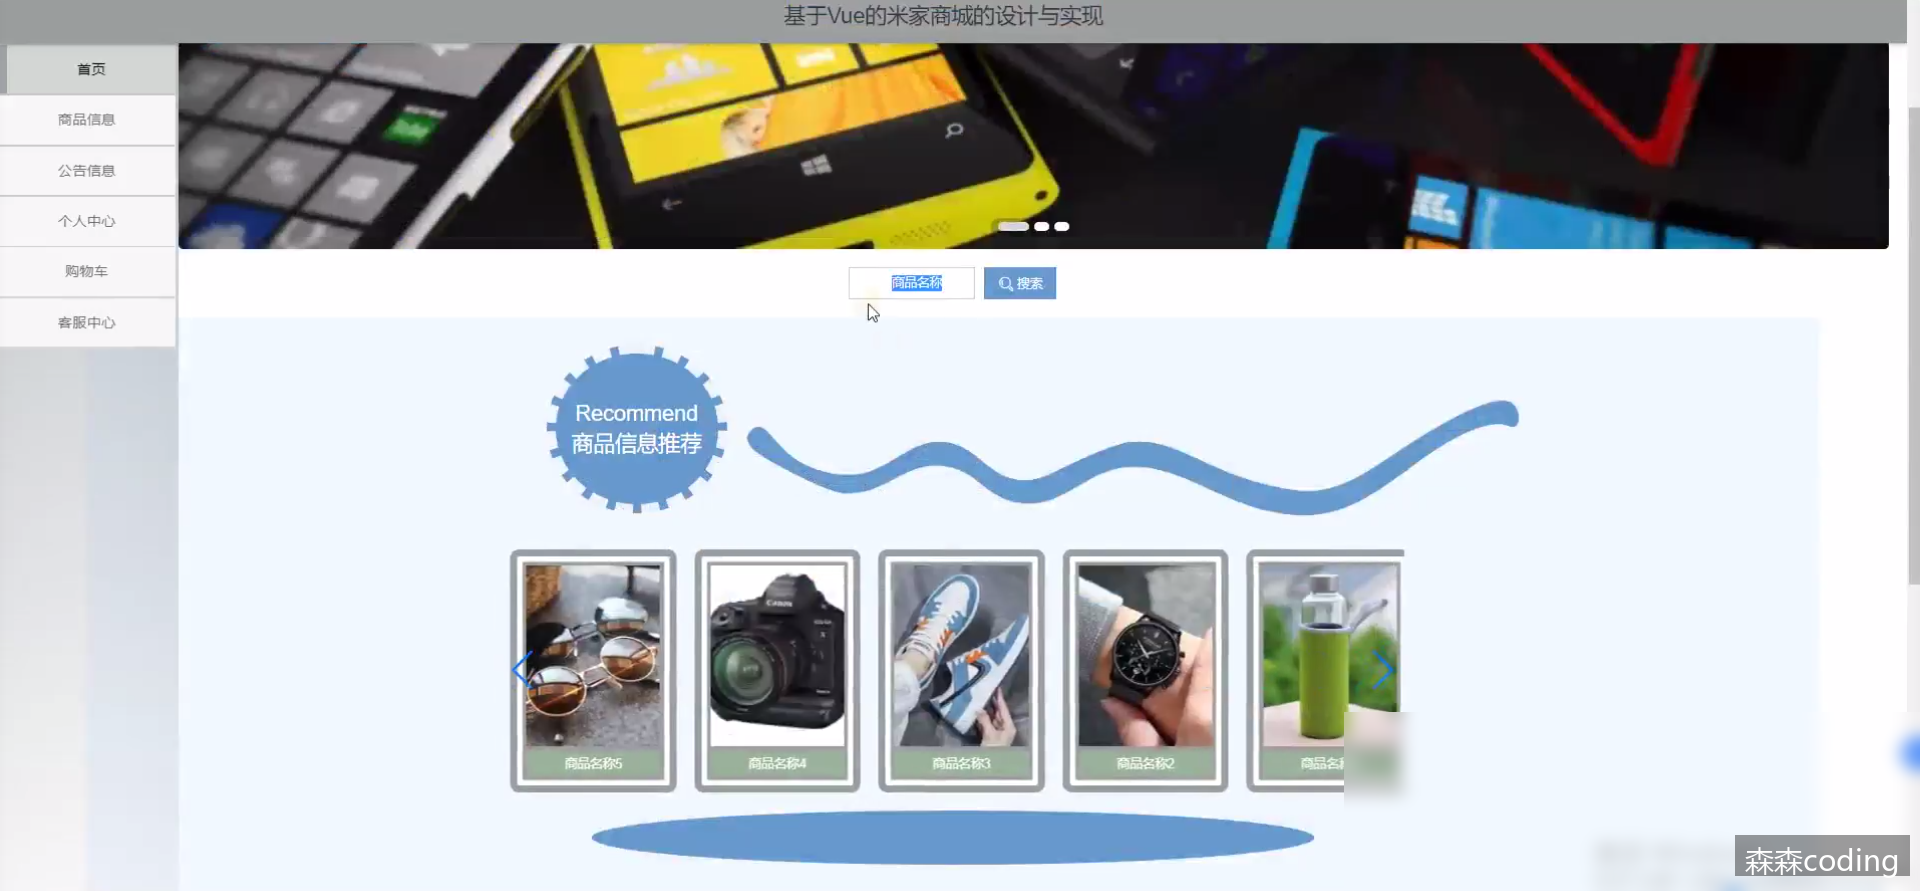 基于Vue的米家商城的设计与实现
首页
商品信息
公告信息
个人中心
购物车
客服中心
商品名称
搜索
Recommend
商品信息推荐
Canon
商品名称5
商品名称4
商品名称3
商品名称2
商品名
森森coding